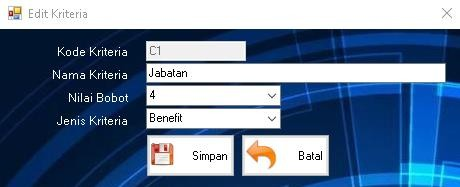 Edit Kriteria
Kode Kriteria C1
Nama Kriteria Jabatan
Nilai Bobot 4
Jenis Kriteria Benefit
Simpan Batal